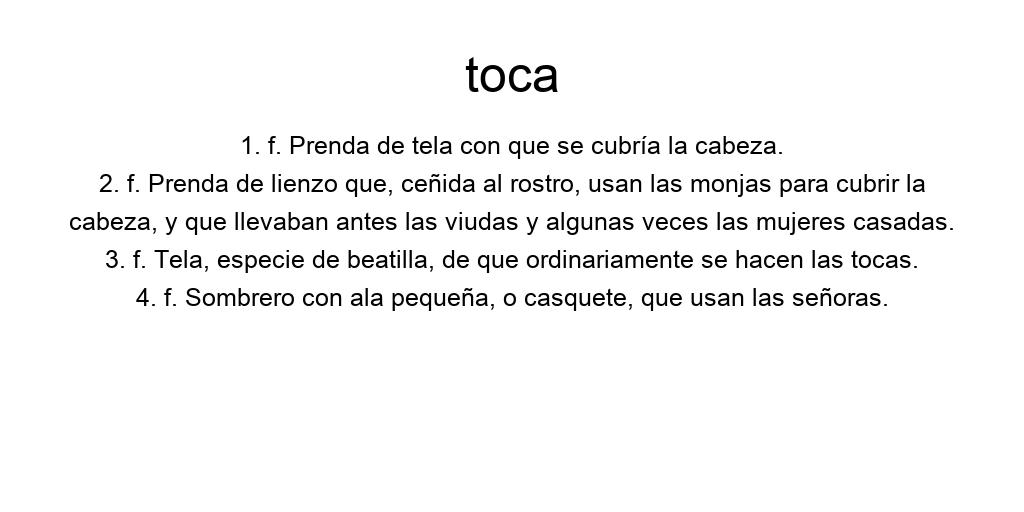 toca
1. f. Prenda de tela con que se cubría la cabeza.
2. f. Prenda de lienzo que, ceñida al rostro, usan las monjas para cubrir la
cabeza, y que llevaban antes las viudas y algunas veces las mujeres casadas.
3. f. Tela, especie de beatilla, de que ordinariamente se hacen las tocas.
4. f. Sombrero con ala pequeña, o casquete, que usan las señoras.